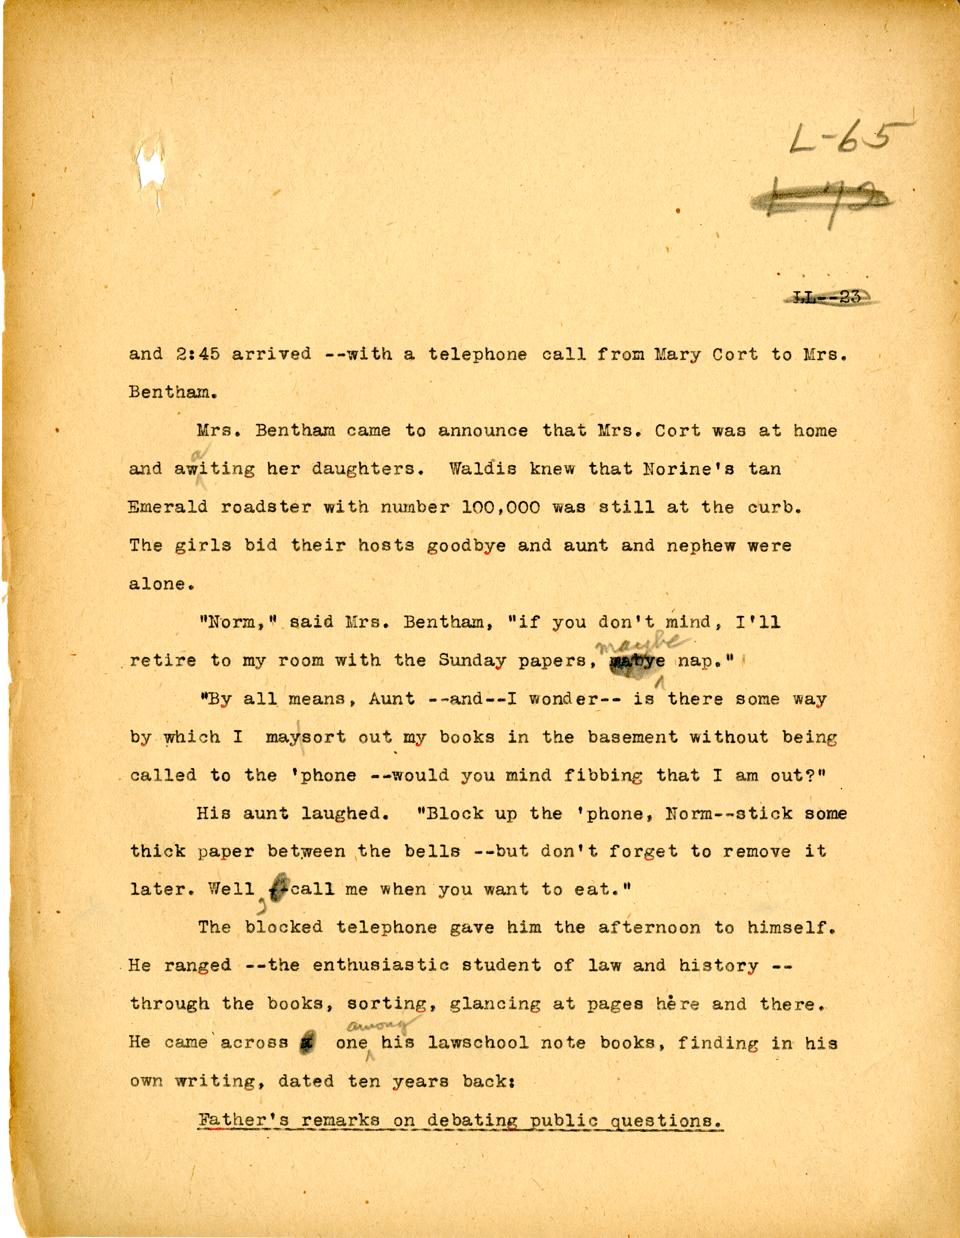 L-65
L-72
LL--23
and 2:45 arrived --with a telephone call from Mary Cort to Mrs.
Bentham.
Mrs. Bentham came to announce that Mrs. Cort was at home
and awaiting her daughters. Waldis knew that Norine's tan
Emerald roadster with number 100,000 was still at the curb.
The girls bid their hosts goodbye and aunt and nephew were
alone.
"Norm," said Mrs. Bentham, "if you don't mind, I'll
retire to my room with the Sunday papers, mabye maybe nap."
"By all means, Aunt --and--I wonder-- is there some way
by which I may|sort out my books in the basement without being
called to the 'phone --would you mind fibbing that I am out?"
His aunt laughed. "Block up the 'phone, Norm--stick some
thick paper between the bells --but don't forget to remove it
later. Well, call me when you want to eat."
The blocked telephone gave him the afternoon to himself.
He ranged --the enthusiastic student of law and history --
through the books, sorting, glancing at pages here and there.
He came across one among his lawschool note books, finding in his
own writing, dated ten years back:
Father's remarks on debating public questions.